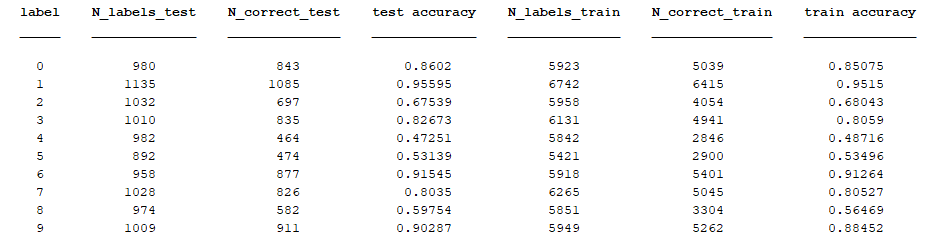 label N_labels_test N_correct_test test accuracy N_labels_train N_correct_train train accuracy
0 980 843 0.8602 5923 5039 0.85075
1 1135 1085 0.95595 6742 6415 0.9515
2 1032 697 0.67539 5958 4054 0.68043
3 1010 835 0.82673 6131 4941 0.8059
4 982 464 0.47251 5842 2846 0.48716
5 892 474 0.53139 5421 2900 0.53496
6 958 877 0.91545 5918 5401 0.91264
7 1028 826 0.8035 6265 5045 0.80527
8 974 582 0.59754 5851 3304 0.56469
9 1009 911 0.90287 5949 5262 0.88452